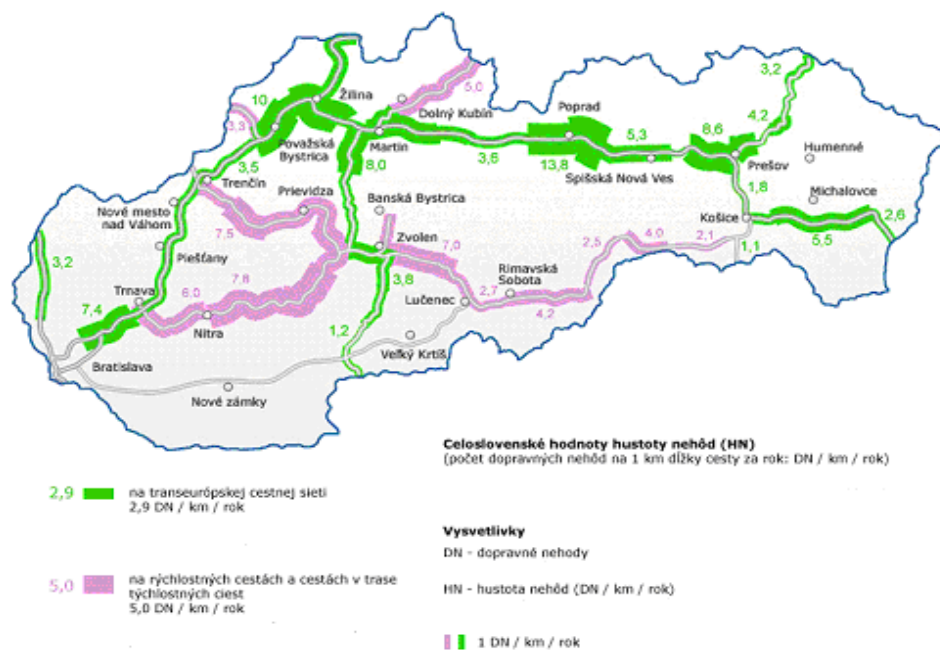 Žilina
10
Dolný Kubín
5,0
3,2
Poprad
3,3
Považská
Bystrica
Martin
5,3
8,6
4,2
Humenné
3,5
8,0
3,6
13,8
Spišská Nová Ves
Prešov
Trenčín
Prievidza
1,8
Michalovce
Nové mesto
nad Váhom
Banská Bystrica
Košice
2,6
7,5
Zvolen
7,0
2,5
4,0
2,1
1,1
5,5
3,2
Piešťany
Rimavská
Sobota
7,8
3,8
Trnava
6,0
Lučenec
2,7
4,2
7,4
Nitra
1,2
Veľký Krtíš
Bratislava
Nové zámky
Celoslovenské hodnoty hustoty nehôd (HN)
(počet dopravných nehôd na 1 km dĺžky cesty za rok: DN / km / rok)
2,9 na transeurópskej cestnej sieti
2,9 DN / km / rok
Vysvetlivky
DN - dopravné nehody
5,0 na rýchlostných cestách a cestách v trase
týchlostných ciest
5,0 DN / km / rok
HN - hustota nehôd (DN / km / rok)
1 DN / km / rok